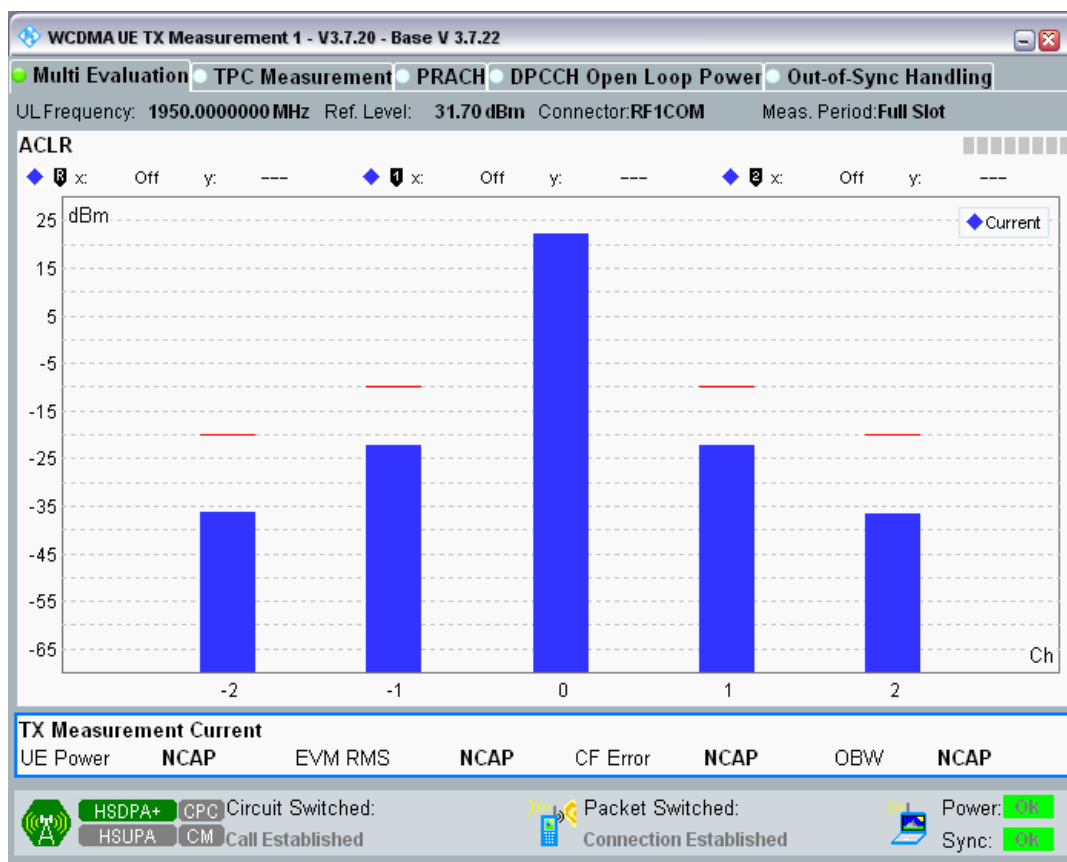 WCDMA UE TX Measurement 1 - V3.7.20 - Base V 3.7.22
Multi Evaluation TPC Measurement PRACH DPCCH Open Loop Power Out-of-Sync Handling
UL Frequency: 1950.0000000 MHz Ref. Level: 31.70 dBm Connector:RF1COM Meas. Period:Full Slot
ACLR
R x: Off y: --- 1 x: Off y: --- 2 x: Off y: ---
dBm
Current
25
15
5
-5
-15
-25
-35
-45
-55
-65
Ch
-2 -1 0 1 2
TX Measurement Current
UE Power NCAP EVM RMS NCAP CF Error NCAP OBW NCAP
HSDPA+ CPC Circuit Switched: Packet Switched: Power: Ok
HSUPA CM Call Established Connection Established Sync: Ok